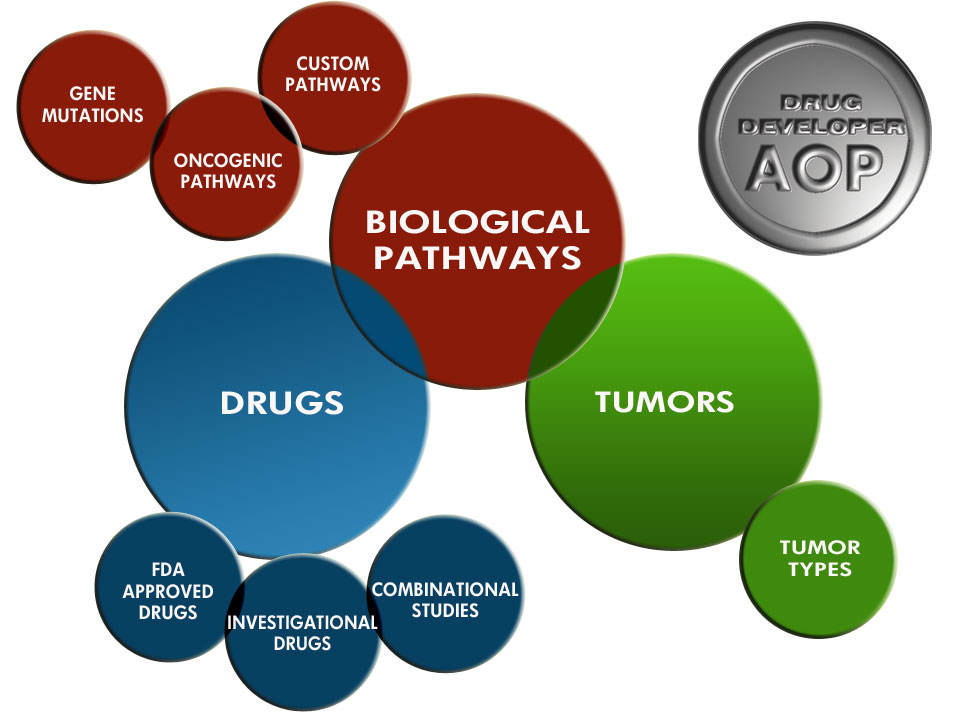 GENE
MUTATIONS
CUSTOM
PATHWAYS
ONCOGENIC
PATHWAYS
BIOLOGICAL
PATHWAYS
DRUG
DEVELOPER
AOP
DRUGS
TUMORS
FDA
APPROVED
DRUGS
INVESTIGATIONAL
DRUGS
COMBINATIONAL
STUDIES
TUMOR
TYPES